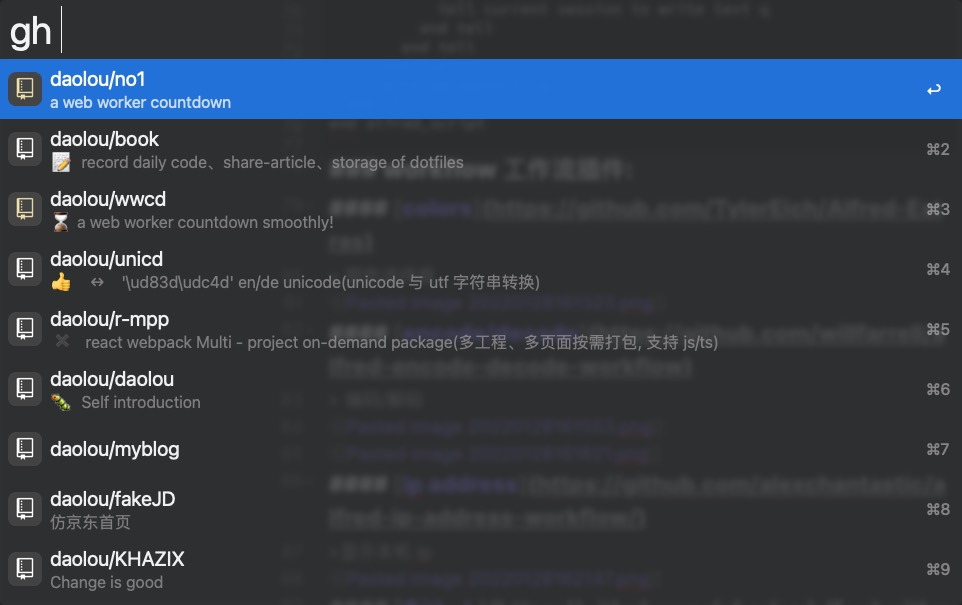 gh
daolou/no1
a web worker countdown
daolou/book
📝 record daily code、share-article、storage of dotfiles
⌘2
daolou/wwcd
⏳ a web worker countdown smoothly!
⌘3
daolou/unicd
👍 ↔ '\ud83d\udc4d' en/de unicode(unicode 与 utf 字符串转换)
⌘4
daolou/r-mpp
✖ react webpack Multi - project on-demand package(多工程、多页面按需打包, 支持 js/ts)
⌘5
daolou/daolou
🐛 Self introduction
⌘6
daolou/myblog
⌘7
daolou/fakeJD
仿京东首页
⌘8
daolou/KHAZIX
Change is good
⌘9